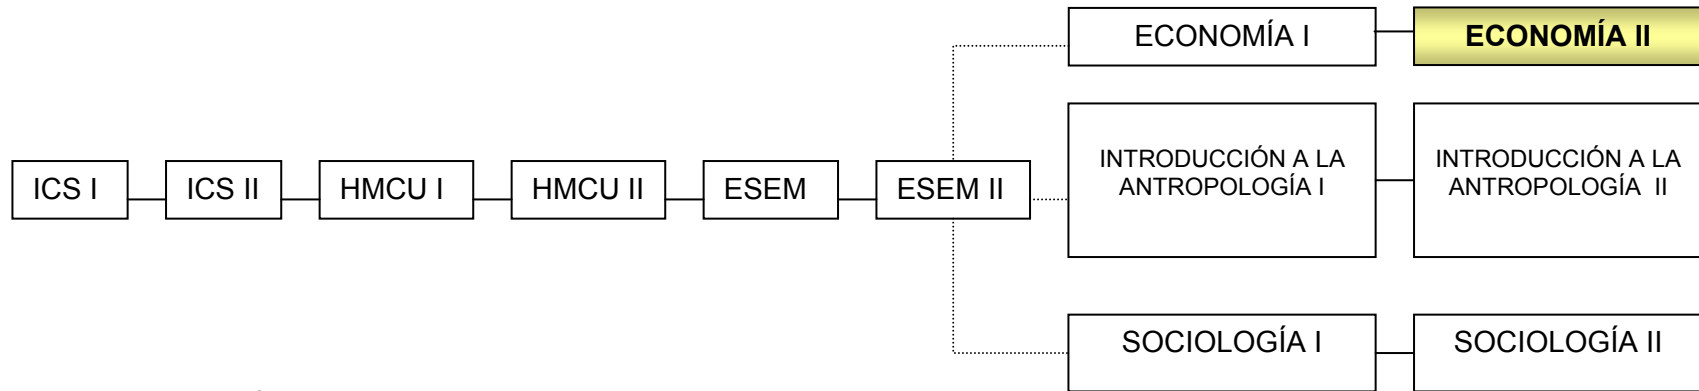 ECONOMÍA I
ECONOMÍA II
INTRODUCCIÓN A LA
ANTROPOLOGÍA I
INTRODUCCIÓN A LA
ANTROPOLOGÍA II
ICS I
ICS II
HMCU I
HMCU II
ESEM
ESEM II
SOCIOLOGÍA I
SOCIOLOGÍA II